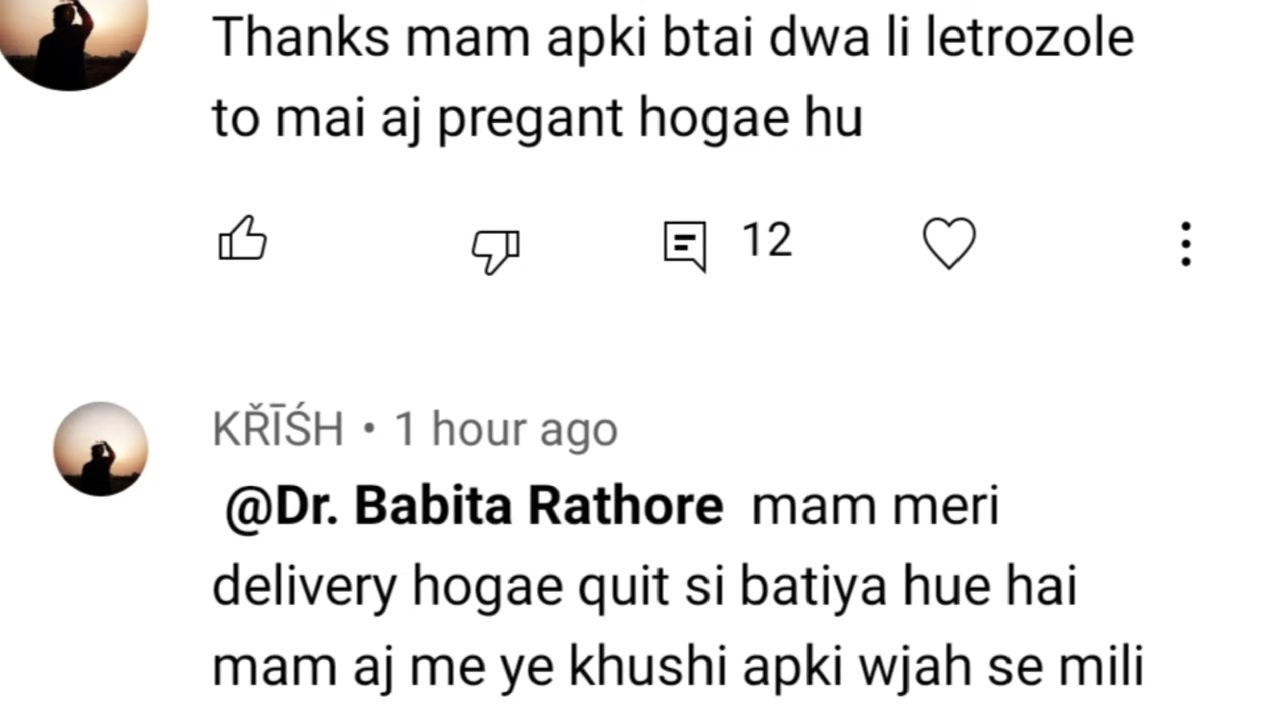 Thanks mam apki btai dwa li letrozole
to mai aj pregant hogae hu
12
KŘĪŚH • 1 hour ago
@Dr. Babita Rathore mam meri
delivery hogae quit si batiya hue hai
mam aj me ye khushi apki wjah se mili